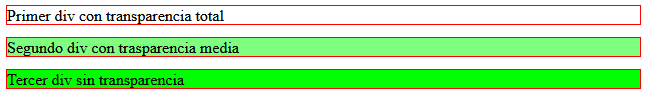 Primer div con transparencia total
Segundo div con trasparencia media
Tercer div sin transparencia